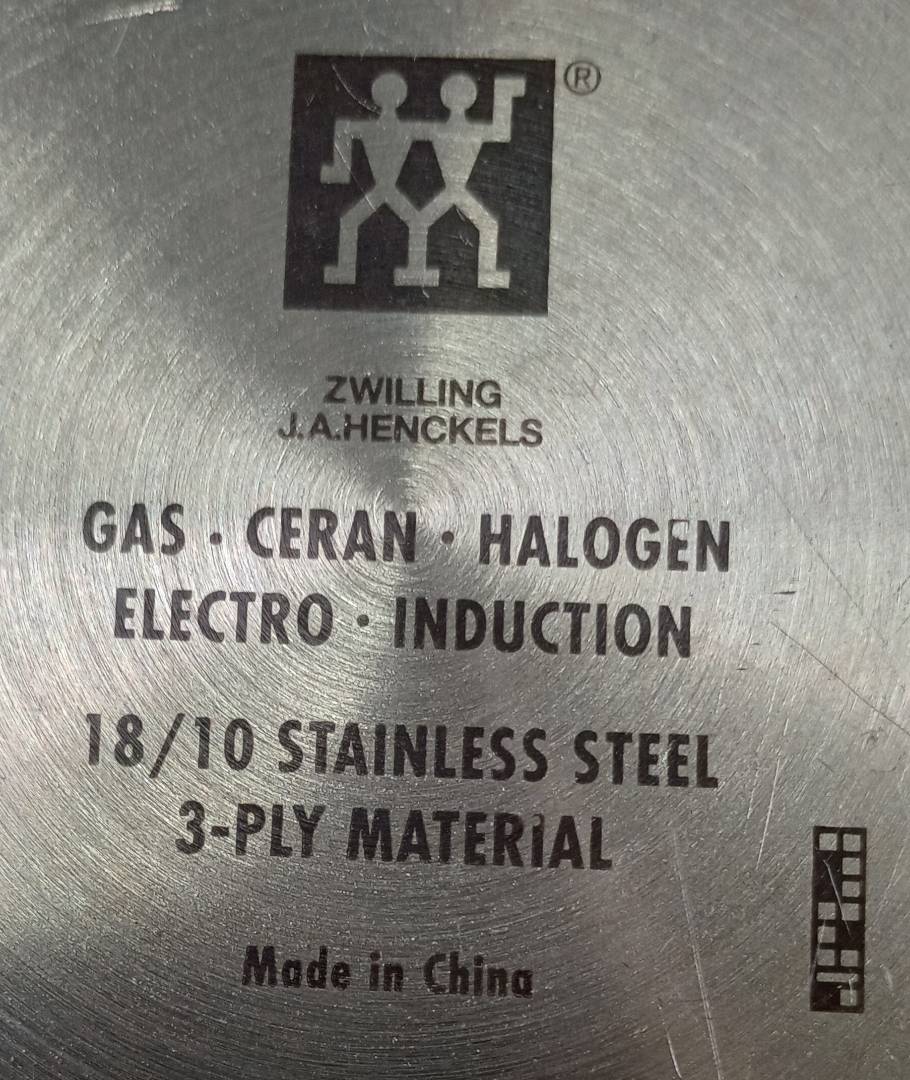 ®
ZWILLING
J.A.HENCKELS
GAS · CERAN · HALOGEN
ELECTRO · INDUCTION
18/10 STAINLESS STEEL
3-PLY MATERIAL
Made in China